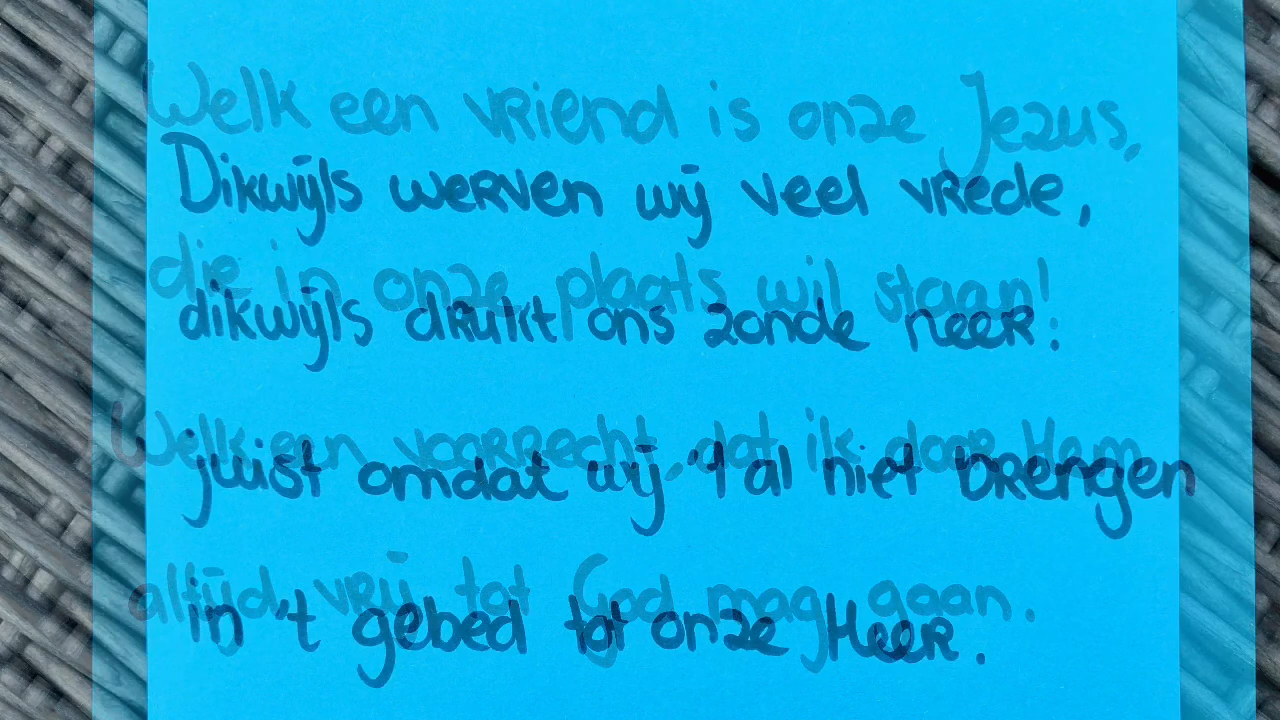 Welk een vriend is onze Jezus,
Dikwijls werven wij veel vrede,
die in onze plaats wil staan!
dikwijls drukt ons zonde neer:
Welk een voorrecht, dat ik door Hem
juist omdat wij 't al niet brengen
altijd vrij tot God mag gaan.
in 't gebed tot onze Heer.